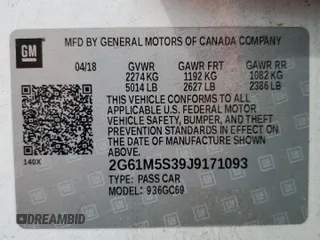 GM
MFD BY GENERAL MOTORS OF CANADA COMPANY
04/18 GVWR GAWR FRT GAWR RR
2274 KG 1192 KG 1082 KG
5014 LB 2627 LB 2386 LB
THIS VEHICLE CONFORMS TO ALL
APPLICABLE U.S. FEDERAL MOTOR
VEHICLE SAFETY, BUMPER, AND THEFT
PREVENTION STANDARDS IN EFFECT ON THE
DATE OF MANUFACTURE SHOWN ABOVE.
140X
2G61M5S39J9171093
TYPE: PASS CAR
MODEL: 936GC69
DREAMBID